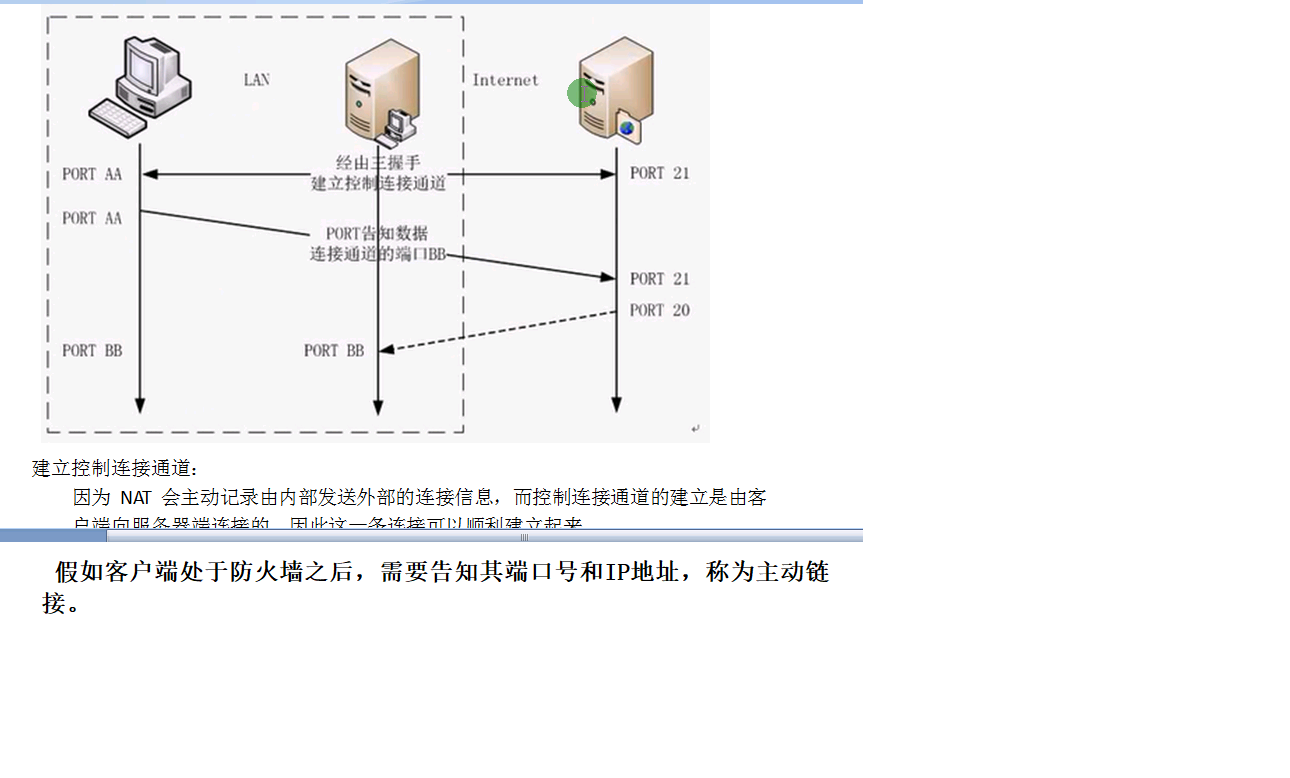 LAN
Internet
经由三握手
建立控制连接通道
PORT AA
PORT 21
PORT AA
PORT告知数据
连接通道的端口BB
PORT 21
PORT 20
PORT BB
PORT BB
建立控制连接通道:
因为 NAT 会主动记录由内部发送外部的连接信息，而控制连接通道的建立是由客
户端向服务器端连接的，因此这一条连接可以顺利建立起来
假如客户端处于防火墙之后，需要告知其端口号和IP地址，称为主动链
接。